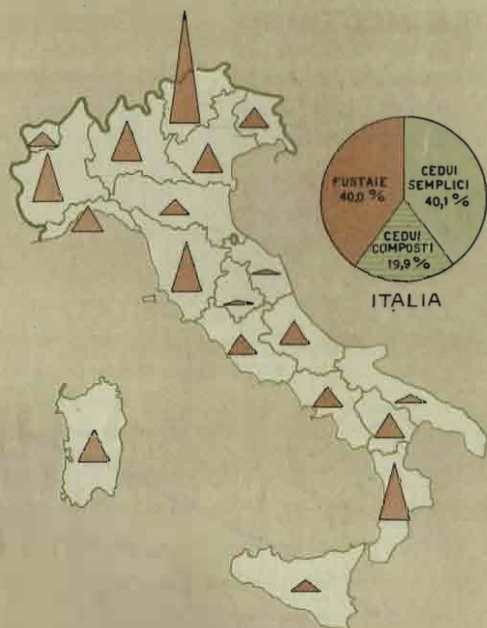 FUSTAIE
40,0 %
CEDUI
SEMPLICI
40,1 %
CEDUI
COMPOSTI
19,9 %
ITALIA